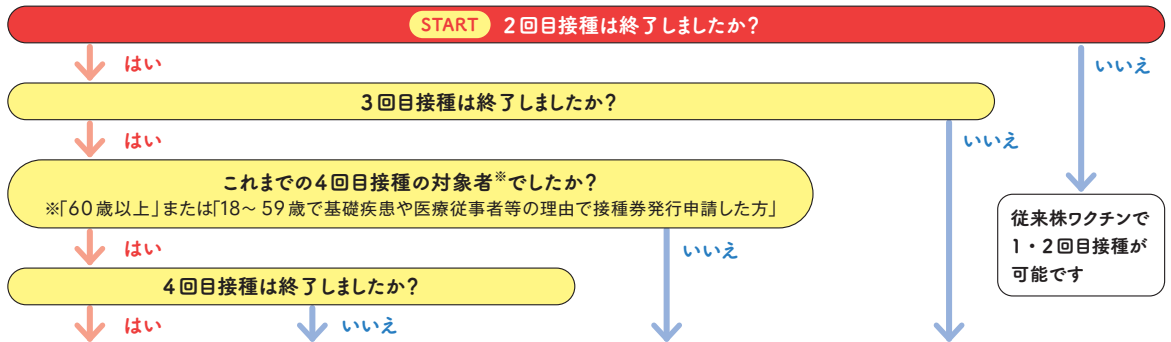 START 2回目接種は終了しましたか？
はい
いいえ
3回目接種は終了しましたか？
はい
いいえ
これまでの4回目接種の対象者※でしたか？
※「60歳以上」または「18～59歳で基礎疾患や医療従事者等の理由で接種券発行申請した方」
従来株ワクチンで
1・2回目接種が
可能です
はい
いいえ
4回目接種は終了しましたか？
はい
いいえ